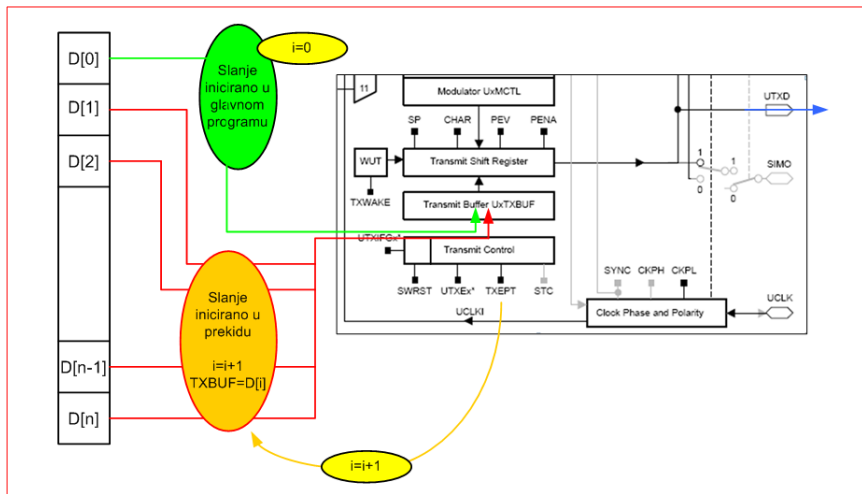 D[0]
D[1]
D[2]
D[n-1]
D[n]
Slanje
inicirano u
glavnom
programu
i=0
Slanje
inicirano u
prekidu
i=i+1
TXBUF=D[i]
i=i+1
11
Modulator UxMCTL
SP
CHAR
PEV
PENA
WUT
Transmit Shift Register
TXWAKE
Transmit Buffer UxTXBUF
UTXIFGx*
Transmit Control
SWRST
UTXEx*
TXEPT
STC
UCLKI
UTXD
1
0
1
0
SIMO
SYNC
CKPH
CKPL
Clock Phase and Polarity
UCLK